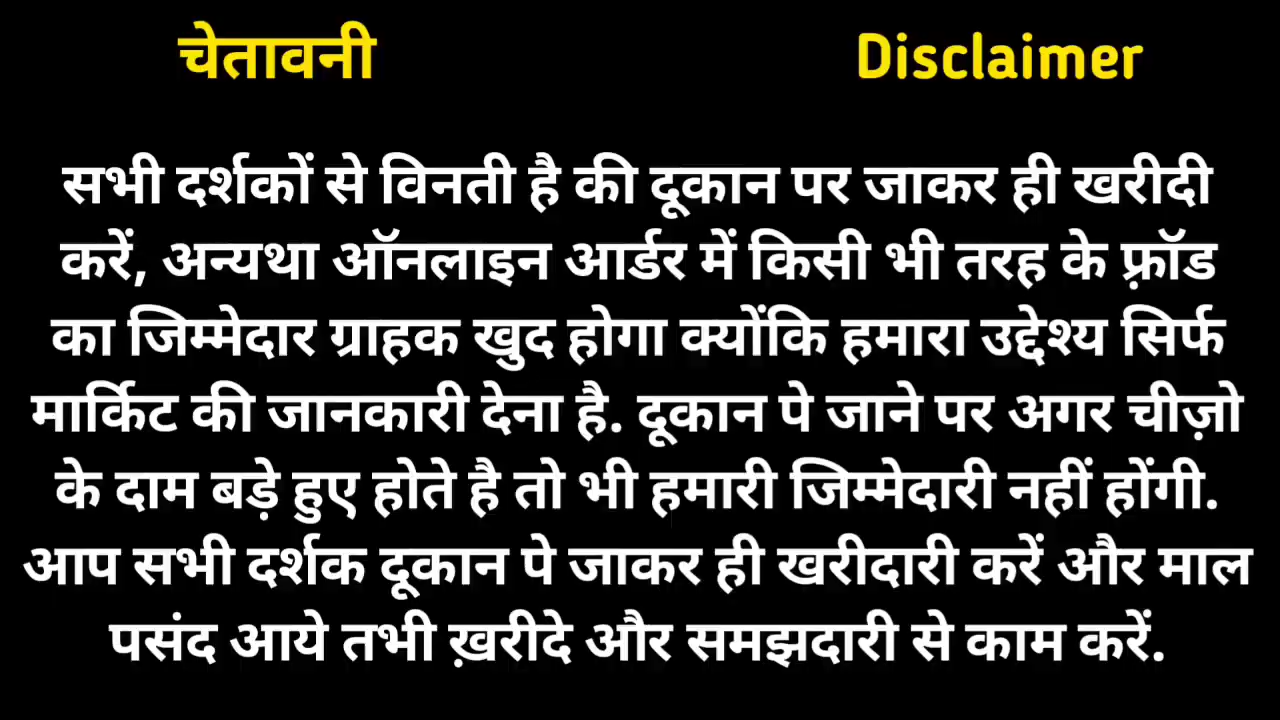 चेतावनी Disclaimer
सभी दर्शकों से विनती है की दूकान पर जाकर ही खरीदी
करें, अन्यथा ऑनलाइन आर्डर में किसी भी तरह के फ़्रॉड
का जिम्मेदार ग्राहक खुद होगा क्योंकि हमारा उद्देश्य सिर्फ
मार्किट की जानकारी देना है. दूकान पे जाने पर अगर चीज़ो
के दाम बड़े हुए होते है तो भी हमारी जिम्मेदारी नहीं होंगी.
आप सभी दर्शक दूकान पे जाकर ही खरीदारी करें और माल
पसंद आये तभी ख़रीदे और समझदारी से काम करें.